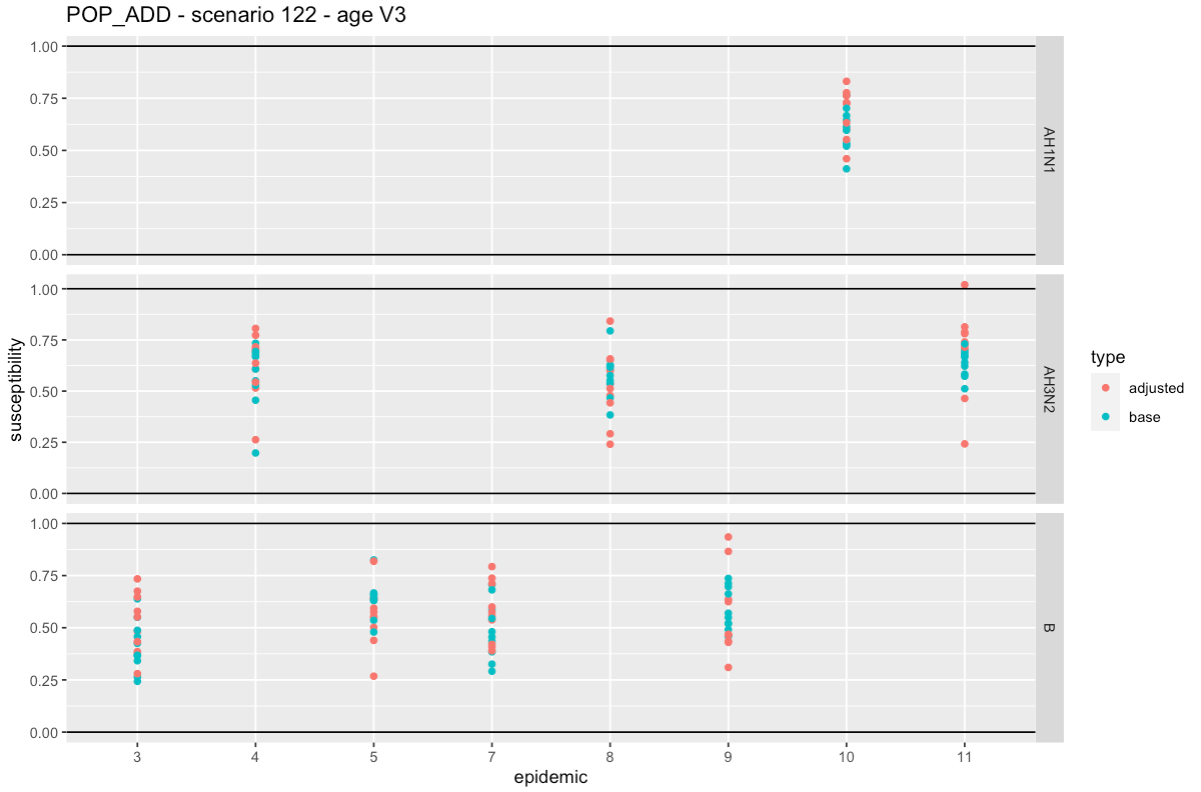 POP_ADD - scenario 122 - age V3
1.00
0.75
0.50
0.25
0.00
AH1N1
1.00
0.75
0.50
0.25
0.00
AH3N2
susceptibility
type
adjusted
base
1.00
0.75
0.50
0.25
0.00
B
3 4 5 7 8 9 10 11
epidemic